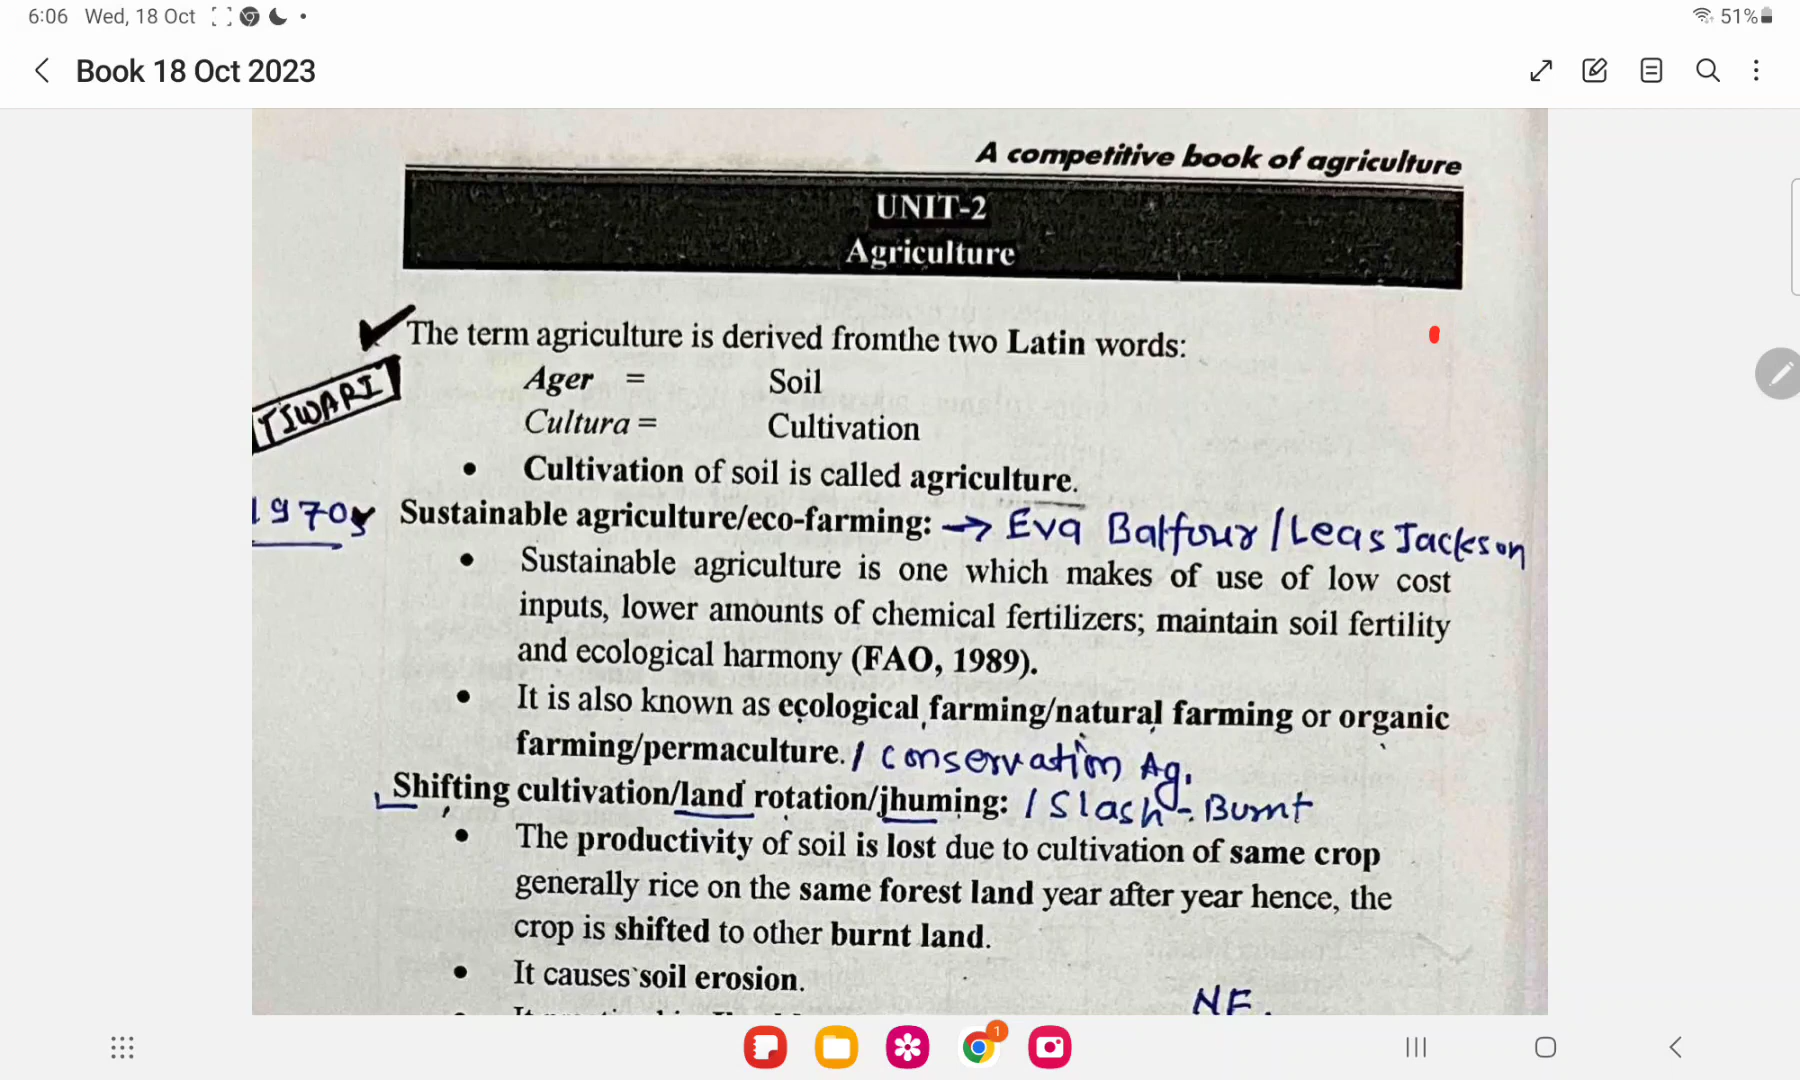 6:06 Wed, 18 Oct
51%
Book 18 Oct 2023
A competitive book of agriculture
UNIT-2
Agriculture
The term agriculture is derived fromthe two Latin words:
Ager = Soil
TIWARI
Cultura = Cultivation
• Cultivation of soil is called agriculture.
1970s Sustainable agriculture/eco-farming: → Eva Balfour/Leas Jackson
• Sustainable agriculture is one which makes of use of low cost
inputs, lower amounts of chemical fertilizers; maintain soil fertility
and ecological harmony (FAO, 1989).
• It is also known as ecological farming/natural farming or organic
farming/permaculture. / Conservation Ag.
Shifting cultivation/land rotation/jhuming: / Slash-Burnt
• The productivity of soil is lost due to cultivation of same crop
generally rice on the same forest land year after year hence, the
crop is shifted to other burnt land.
• It causes soil erosion.
NE.
1